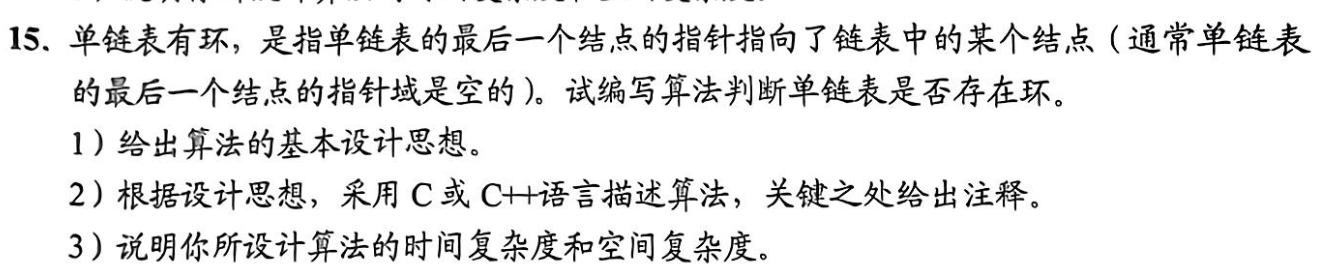 15、单链表有环，是指单链表的最后一个结点的指针指向了链表中的某个结点（通常单链表
的最后一个结点的指针域是空的）。试编写算法判断单链表是否存在环。
1）给出算法的基本设计思想。
2）根据设计思想，采用 C 或 C++语言描述算法，关键之处给出注释。
3）说明你所设计算法的时间复杂度和空间复杂度。